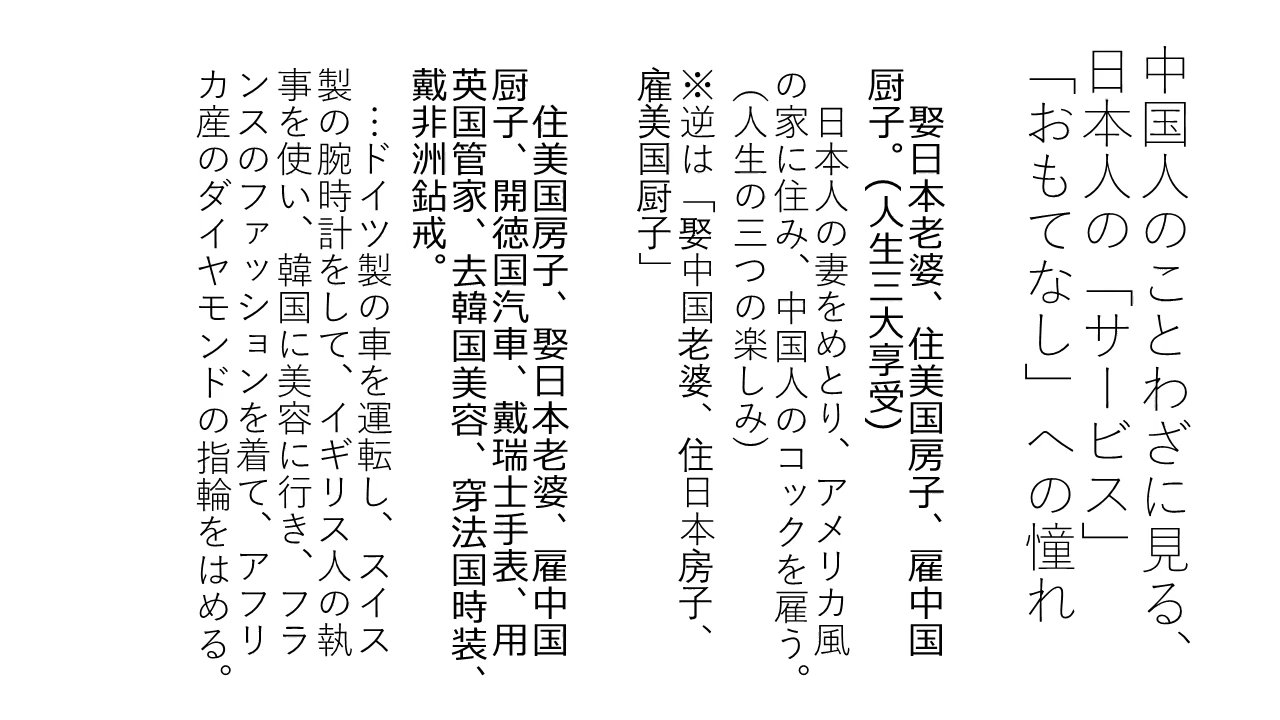 中国人のことわざに見る、
日本人の「サービス」
「おもてなし」への憧れ
娶日本老婆、住美国房子、雇中国
厨子。(人生三大享受)
日本人の妻をめとり、アメリカ風
の家に住み、中国人のコックを雇う。
(人生の三つの楽しみ)
※逆は「娶中国老婆、住日本房子、
雇美国厨子」
住美国房子、娶日本老婆、雇中国
厨子、開徳国汽車、戴瑞士手表、用
英国管家、去韓国美容、穿法国時装、
戴非洲鉆戒。
…ドイツ製の車を運転し、スイス
製の腕時計をして、イギリス人の執
事を使い、韓国に美容に行き、フラ
ンスのファッションを着て、アフリ
カ産のダイヤモンドの指輪をはめる。